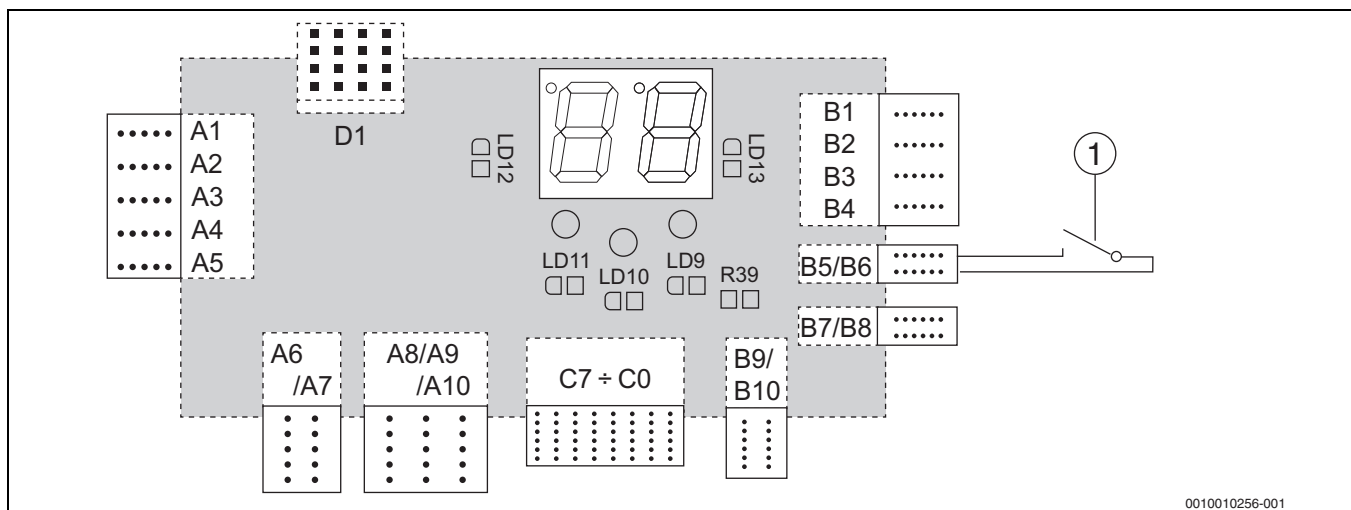 D1
A1
A2
A3
A4
A5
LD12
LD13
B1
B2
B3
B4
1
LD11
LD10
LD9
R39
B5/B6
B7/B8
A6
/A7
A8/A9
/A10
C7 ÷ C0
B9/
B10
0010010256-001